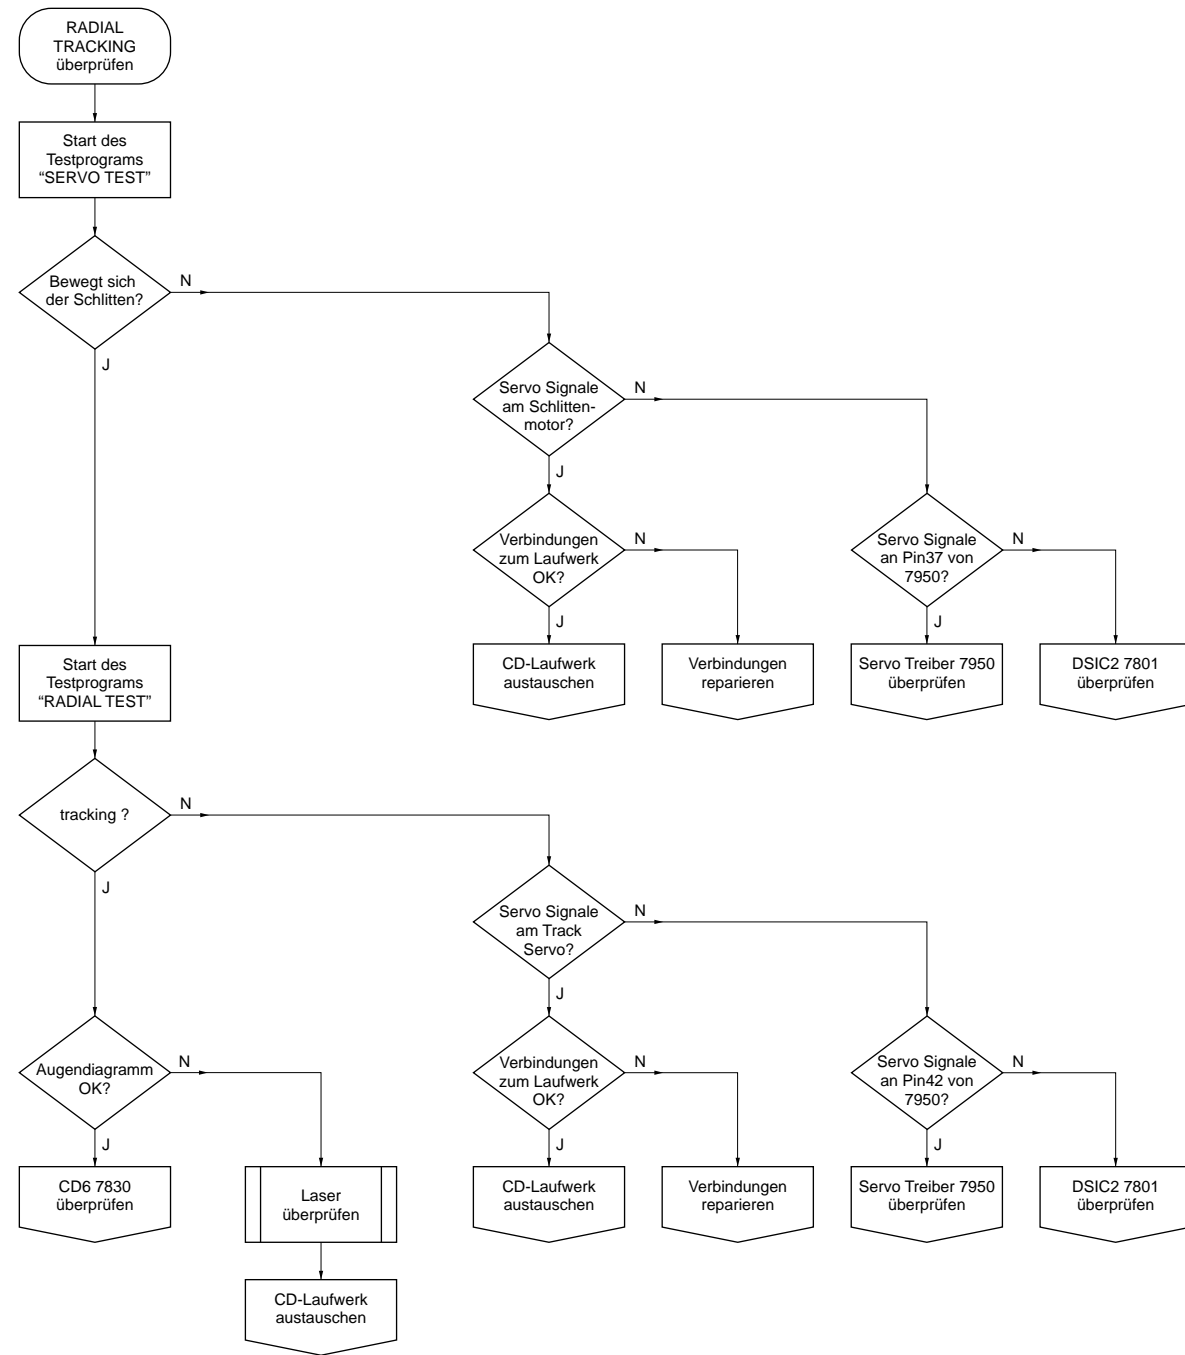 RADIAL
TRACKING
überprüfen
Start des
Testprograms
“SERVO TEST”
Bewegt sich
der Schlitten?
N
J
Servo Signale
am Schlitten-
motor?
N
J
Verbindungen
zum Laufwerk
OK?
N
J
Servo Signale
an Pin37 von
7950?
N
J
CD-Laufwerk
austauschen
Verbindungen
reparieren
Servo Treiber 7950
überprüfen
DSIC2 7801
überprüfen
Start des
Testprograms
“RADIAL TEST”
tracking ?
N
J
Servo Signale
am Track
Servo?
N
J
Augendiagramm
OK?
N
J
Verbindungen
zum Laufwerk
OK?
N
J
Servo Signale
an Pin42 von
7950?
N
J
CD6 7830
überprüfen
Laser
überprüfen
CD-Laufwerk
austauschen
Verbindungen
reparieren
Servo Treiber 7950
überprüfen
DSIC2 7801
überprüfen
CD-Laufwerk
austauschen